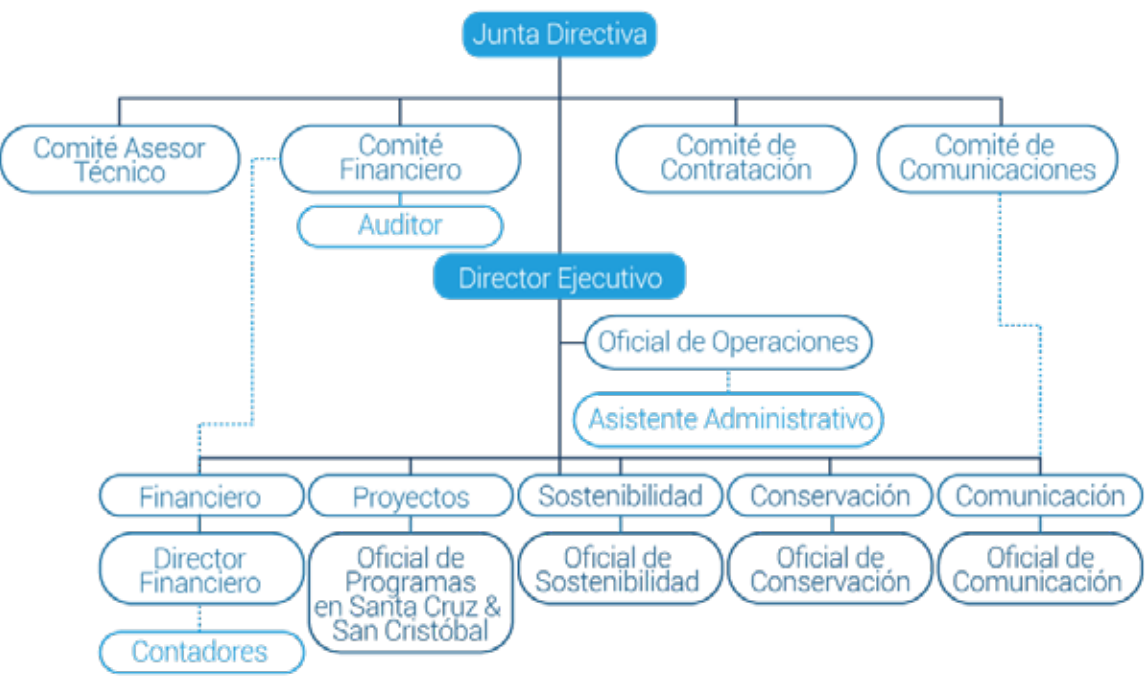 Junta Directiva
Comité Asesor
Técnico
Comité
Financiero
Comité de
Contratación
Comité de
Comunicaciones
Auditor
Director Ejecutivo
Oficial de Operaciones
Asistente Administrativo
Financiero
Proyectos
Sostenibilidad
Conservación
Comunicación
Director
Financiero
Oficial de
Programas
en Santa Cruz &
San Cristóbal
Oficial de
Sostenibilidad
Oficial de
Conservación
Oficial de
Comunicación
Contadores